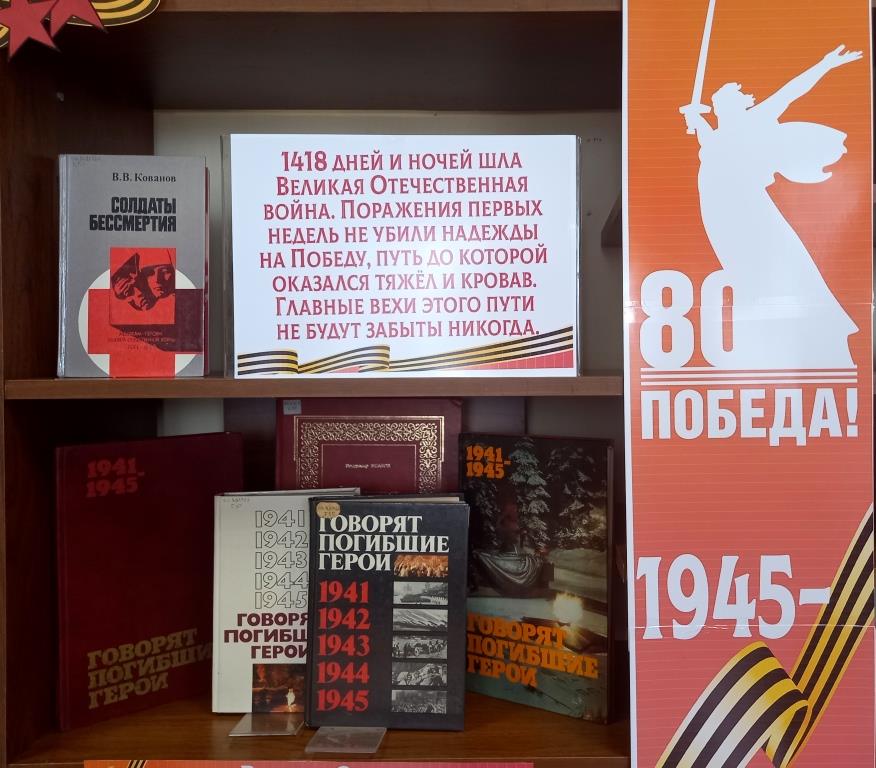 В.В. Кованов
СОЛДАТЫ
БЕССМЕРТИЯ
1418 ДНЕЙ И НОЧЕЙ ШЛА
ВЕЛИКАЯ ОТЕЧЕСТВЕННАЯ
ВОЙНА. ПОРАЖЕНИЯ ПЕРВЫХ
НЕДЕЛЬ НЕ УБИЛИ НАДЕЖДЫ
НА ПОБЕДУ, ПУТЬ ДО КОТОРОЙ
ОКАЗАЛСЯ ТЯЖЁЛ И КРОВАВ.
ГЛАВНЫЕ ВЕХИ ЭТОГО ПУТИ
НЕ БУДУТ ЗАБЫТЫ НИКОГДА.
80
ПОБЕДА!
1945-
1941-
1945
ГОВОРЯТ
ПОГИБШИЕ
ГЕРОИ
1941
1942
1943
1944
1945
ГОВОРЯ
ПОГИБШ
ГЕРОИ
ГОВОРЯТ
ПОГИБШИЕ
ГЕРОИ
1941
1942
1943
1944
1945
1941-
1945
ГОВОРЯТ
ПОГИБШИЕ
ГЕРОИ